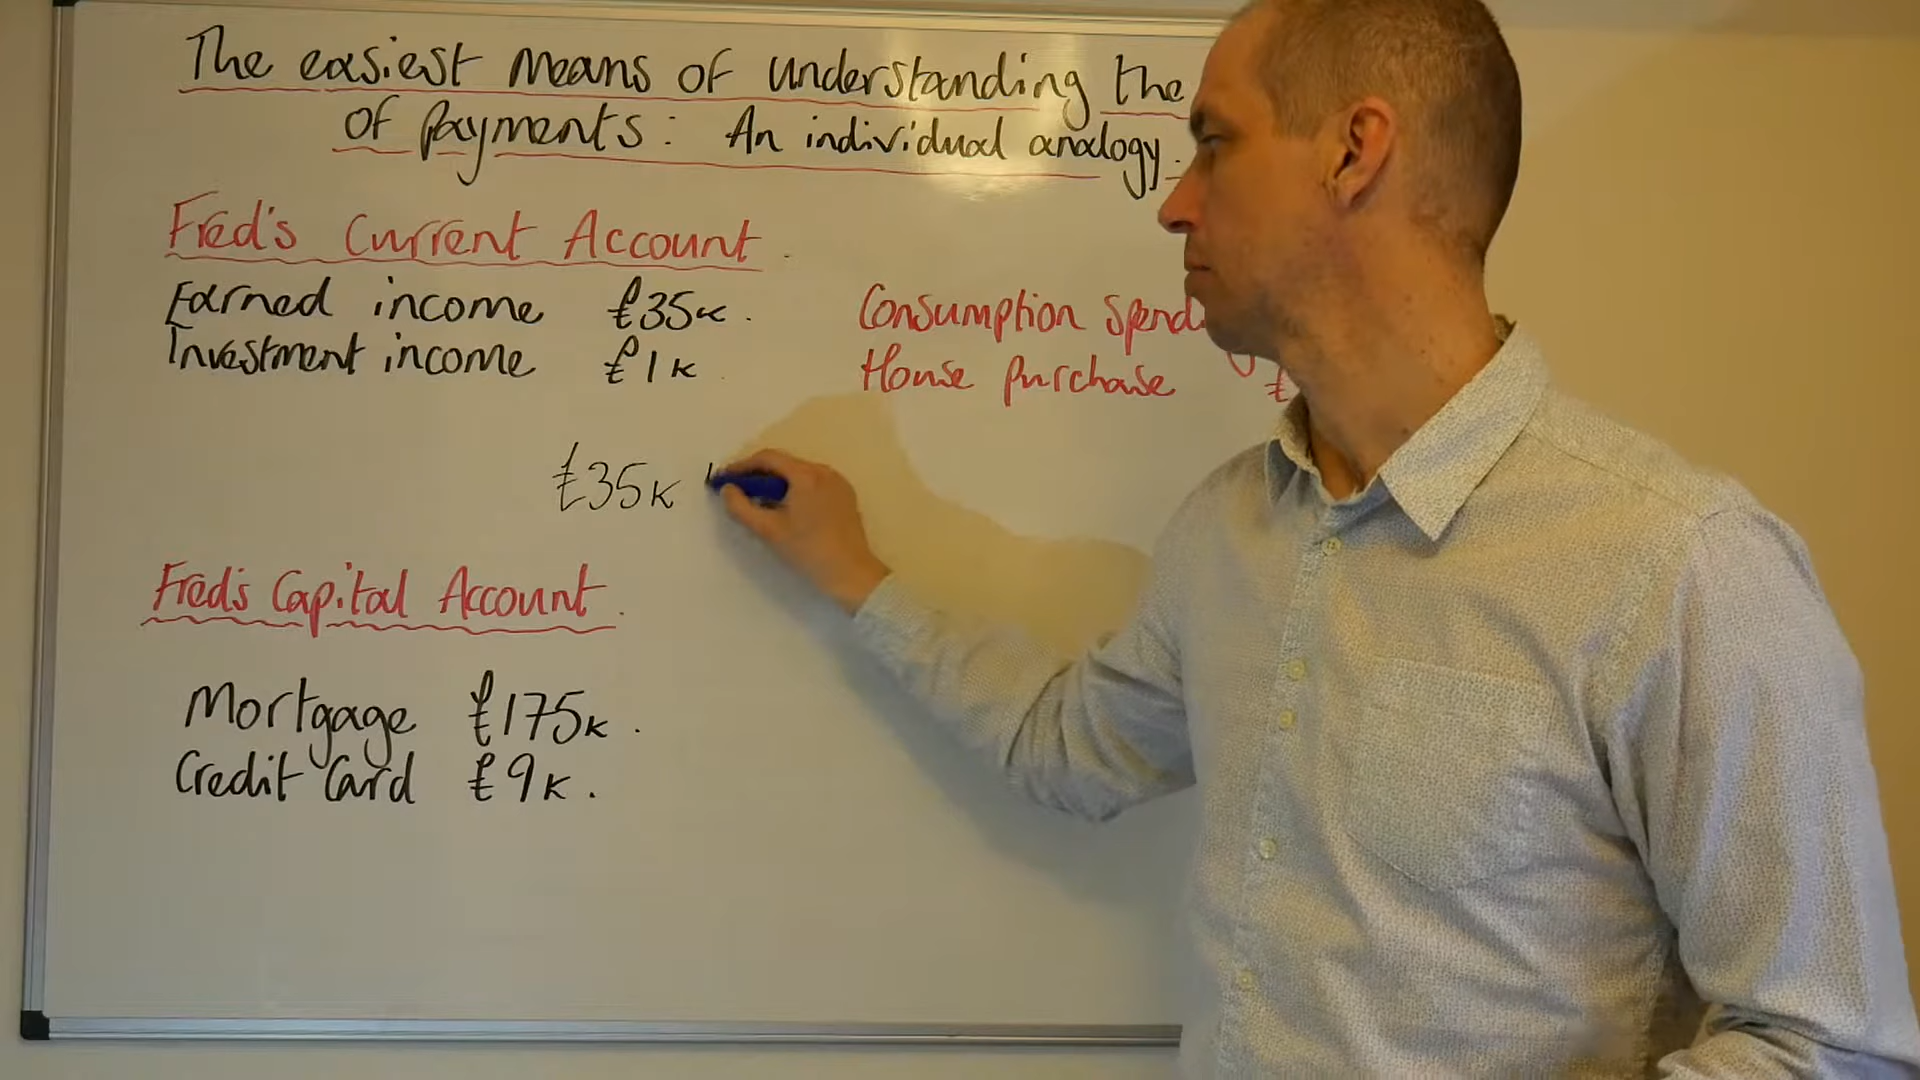 The easiest means of understanding the
of payments: An individual analogy.
Fred's Current Account.
Earned income £35k.
Investment income £1k
Consumption Spend
House purchase £
£35k
Fred's Capital Account.
Mortgage £175k.
Credit Card £9k.